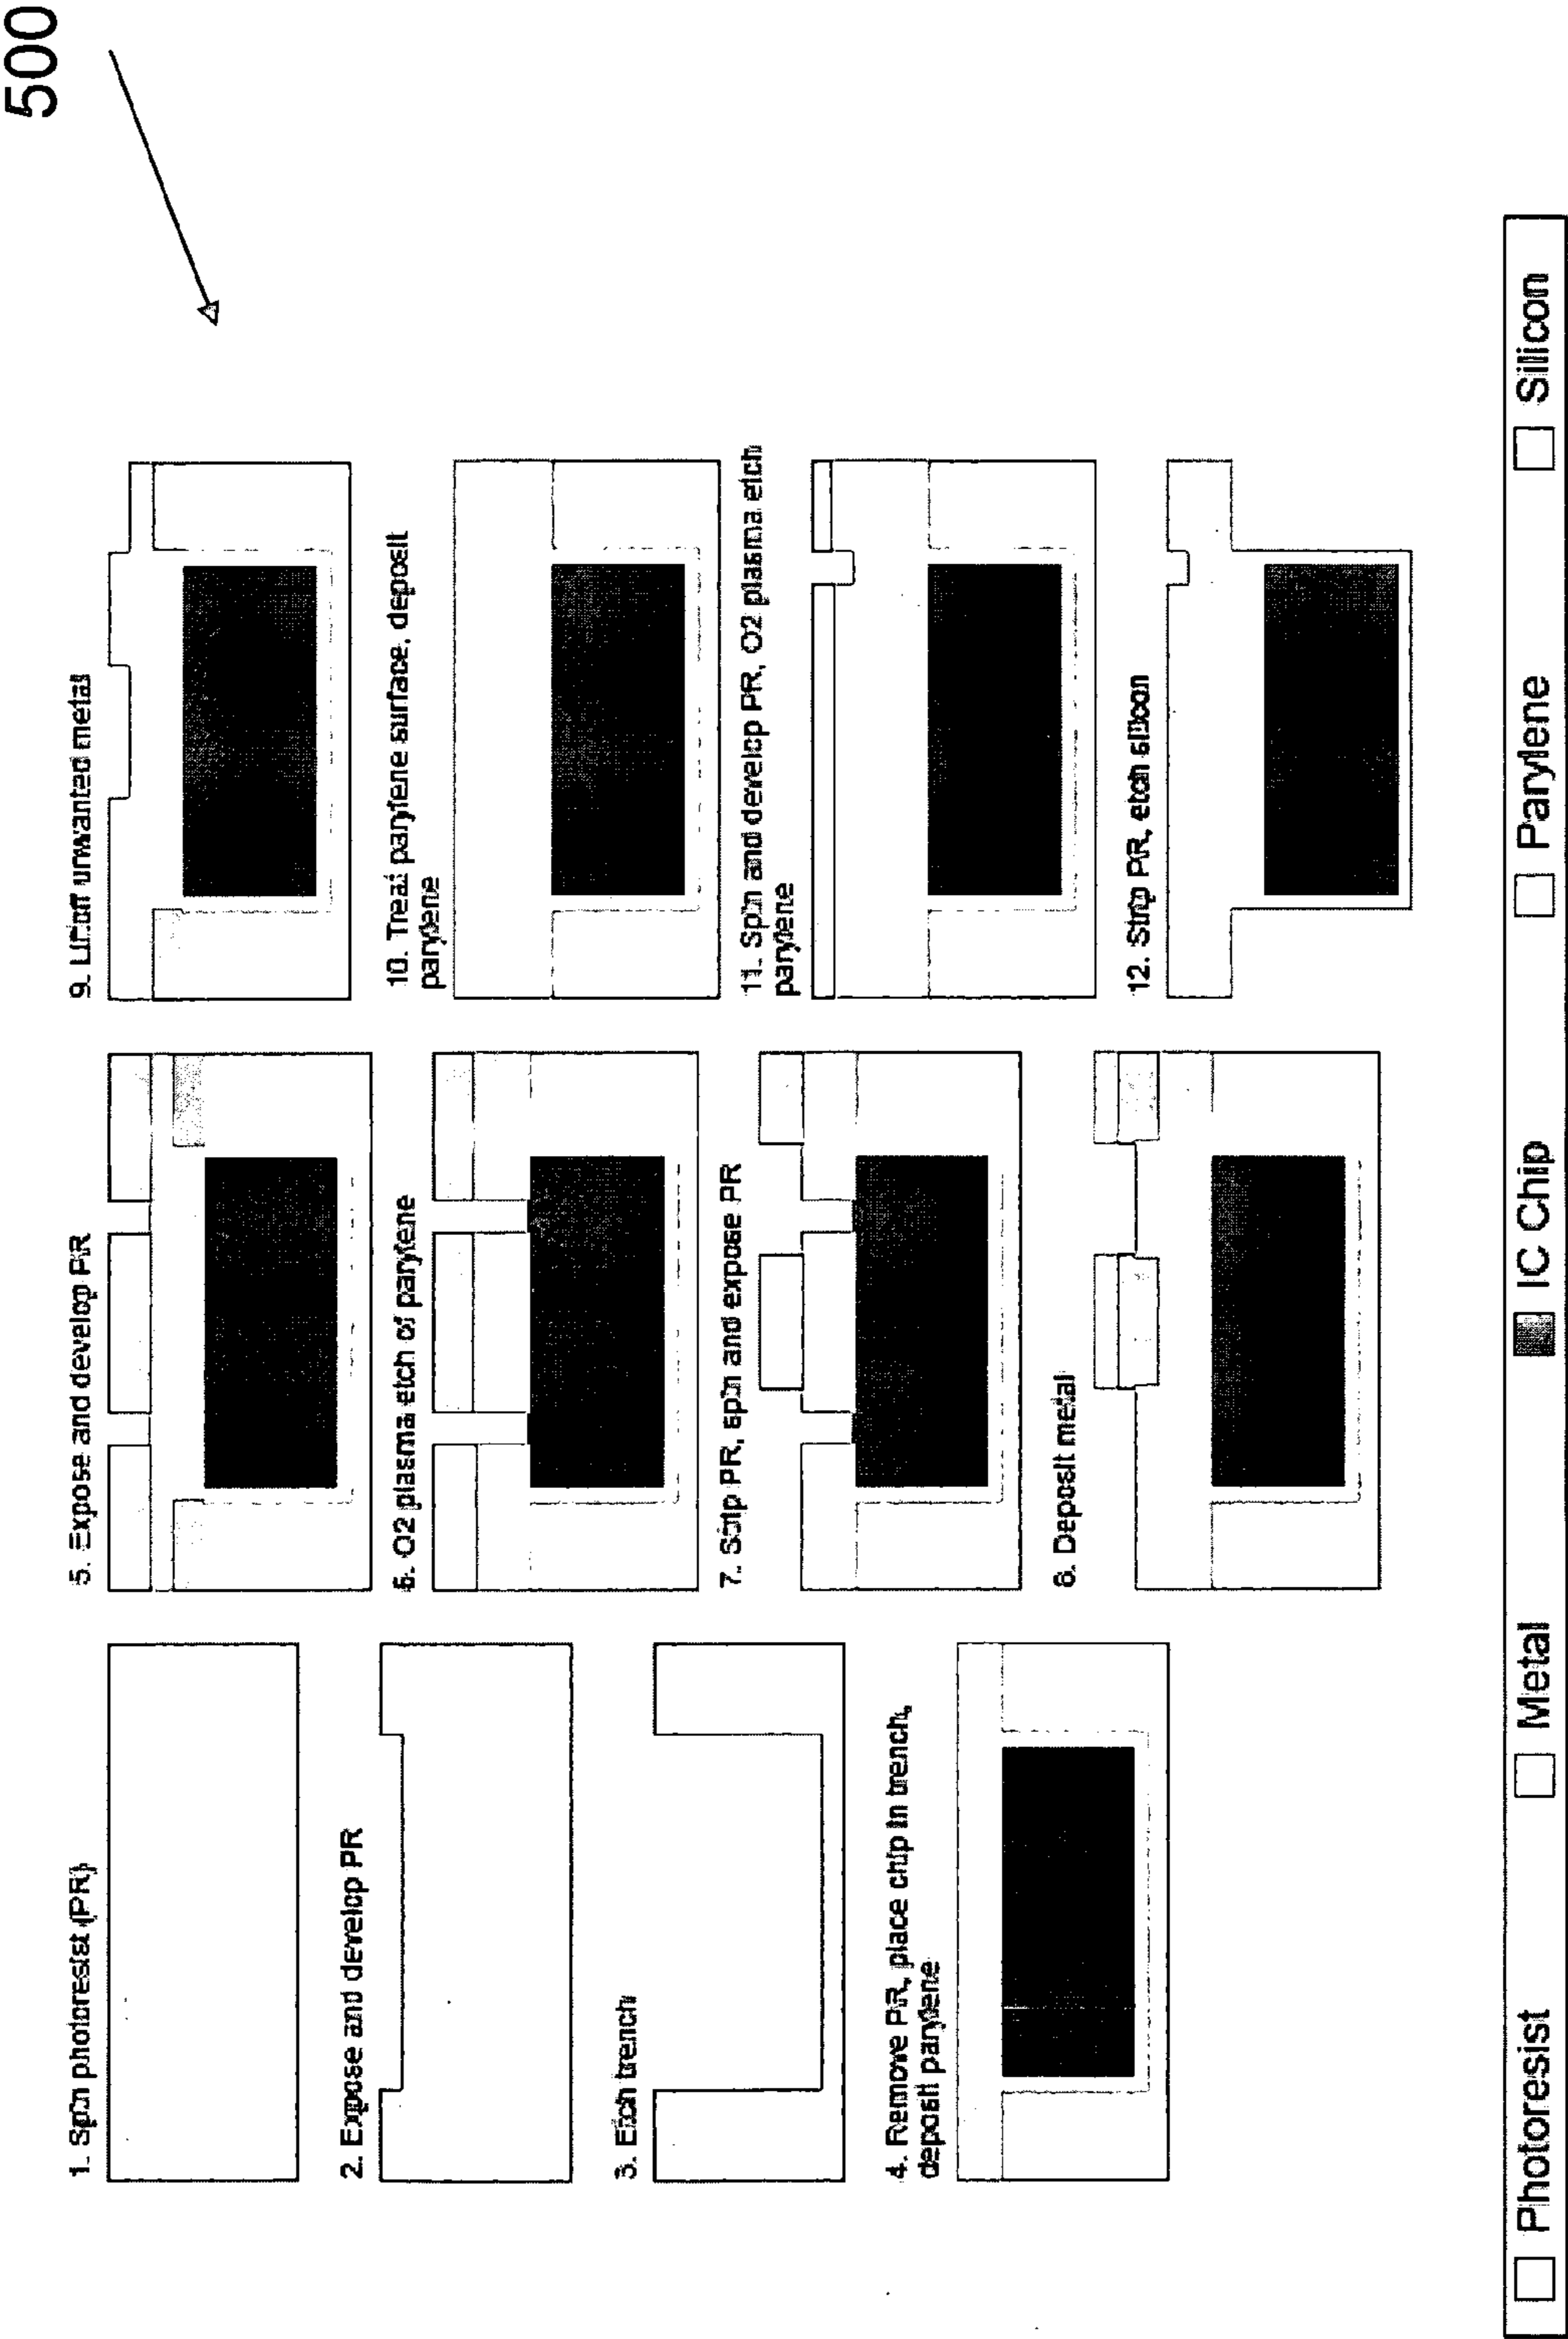 500
1. Spin photoresist (PR)
2. Expose and develop PR
3. Etch trench
4. Remove PR, place chip in trench,
deposit parylene
5. Expose and develop PR
6. O2 plasma etch of parylene
7. Strip PR, spin and expose PR
8. Deposit metal
9. Liftoff unwanted metal
10. Treat parylene surface, deposit
parylene
11. Spin and develop PR, O2 plasma etch
parylene
12. Strip PR, etch silicon
Photoresist
Metal
IC Chip
Parylene
Silicon